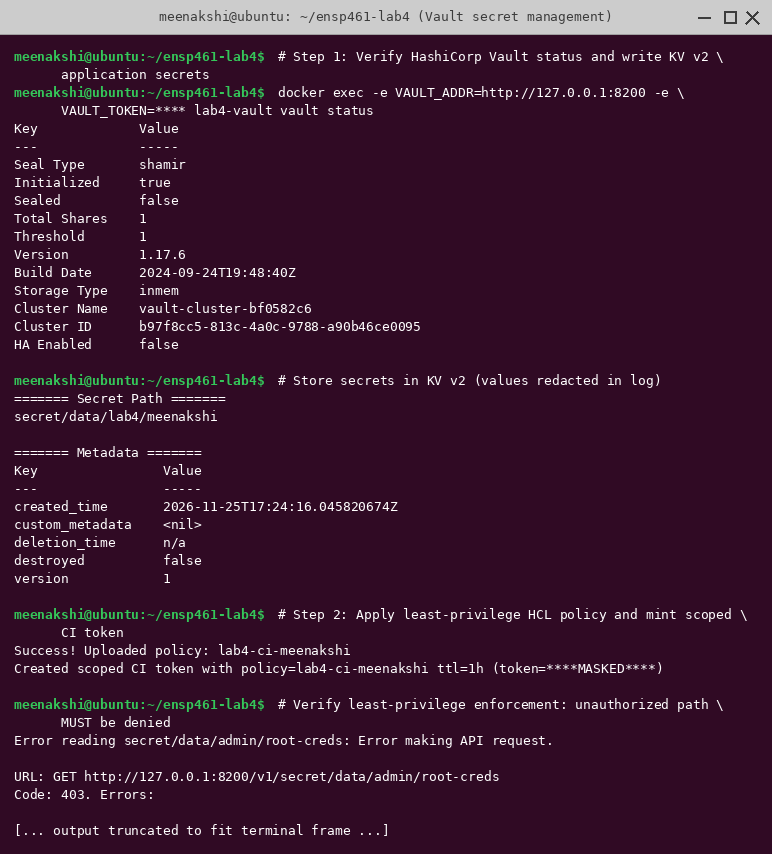 meenakshi@ubuntu: ~/ensp461-lab4 (Vault secret management)
meenakshi@ubuntu:~/ensp461-lab4$ # Step 1: Verify HashiCorp Vault status and write KV v2 \
      application secrets
meenakshi@ubuntu:~/ensp461-lab4$ docker exec -e VAULT_ADDR=http://127.0.0.1:8200 -e \
      VAULT_TOKEN=**** lab4-vault vault status
Key             Value
---             -----
Seal Type       shamir
Initialized     true
Sealed          false
Total Shares    1
Threshold       1
Version         1.17.6
Build Date      2024-09-24T19:48:40Z
Storage Type    inmem
Cluster Name    vault-cluster-bf0582c6
Cluster ID      b97f8cc5-813c-4a0c-9788-a90b46ce0095
HA Enabled      false
meenakshi@ubuntu:~/ensp461-lab4$ # Store secrets in KV v2 (values redacted in log)
======= Secret Path =======
secret/data/lab4/meenakshi
======= Metadata =======
Key                Value
---                -----
created_time       2026-11-25T17:24:16.045820674Z
custom_metadata    <nil>
deletion_time      n/a
destroyed          false
version            1
meenakshi@ubuntu:~/ensp461-lab4$ # Step 2: Apply least-privilege HCL policy and mint scoped \
      CI token
Success! Uploaded policy: lab4-ci-meenakshi
Created scoped CI token with policy=lab4-ci-meenakshi ttl=1h (token=****MASKED****)
meenakshi@ubuntu:~/ensp461-lab4$ # Verify least-privilege enforcement: unauthorized path \
      MUST be denied
Error reading secret/data/admin/root-creds: Error making API request.
URL: GET http://127.0.0.1:8200/v1/secret/data/admin/root-creds
Code: 403. Errors:
[... output truncated to fit terminal frame ...]